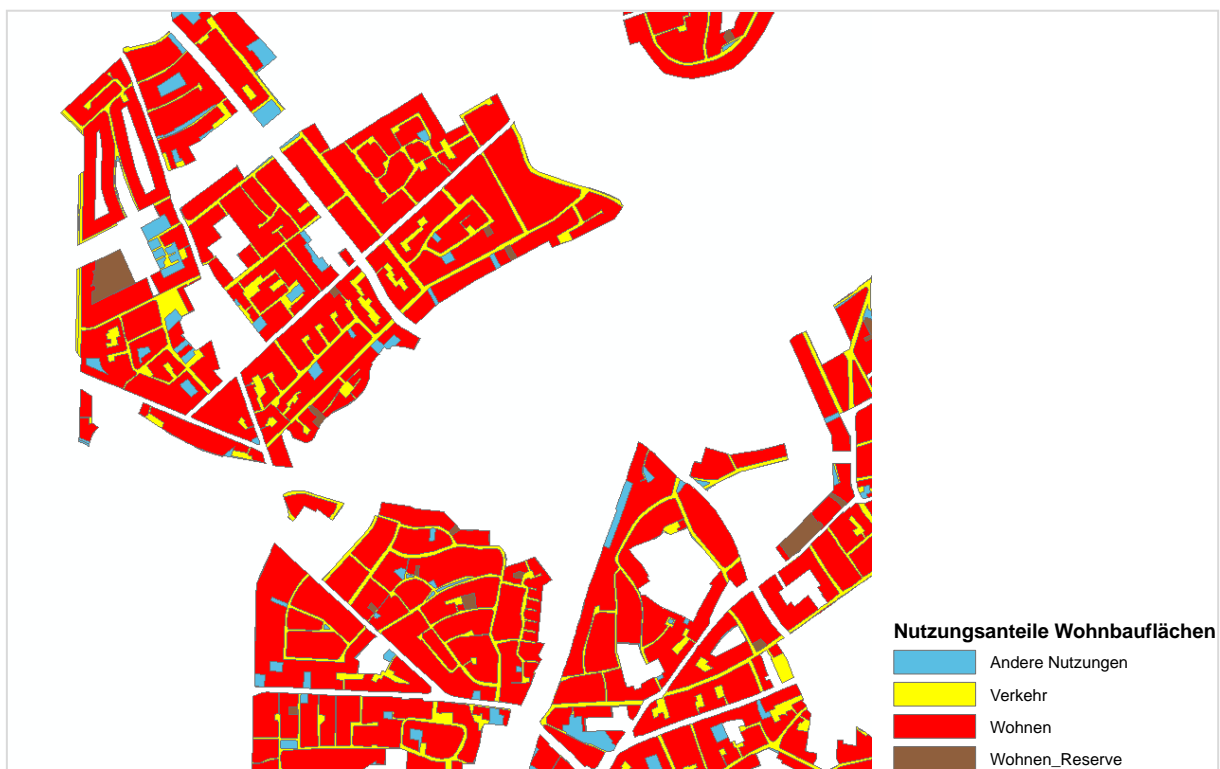 Nutzungsanteile Wohnbauflächen
Andere Nutzungen
Verkehr
Wohnen
Wohnen_Reserve